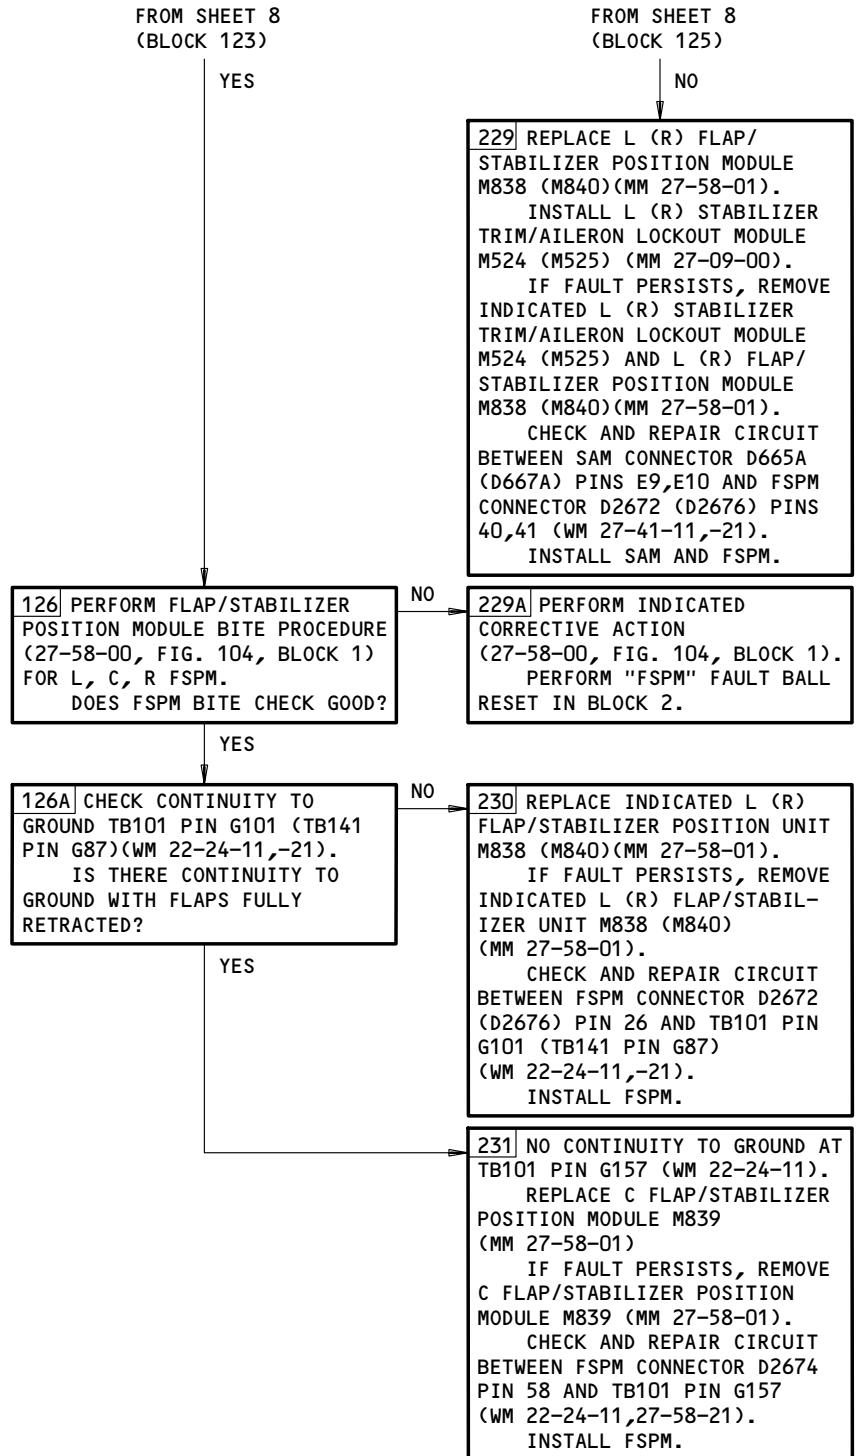 FROM SHEET 8
(BLOCK 123)
YES
FROM SHEET 8
(BLOCK 125)
NO
229 REPLACE L (R) FLAP/
STABILIZER POSITION MODULE
M838 (M840)(MM 27-58-01).
INSTALL L (R) STABILIZER
TRIM/AILERON LOCKOUT MODULE
M524 (M525) (MM 27-09-00).
IF FAULT PERSISTS, REMOVE
INDICATED L (R) STABILIZER
TRIM/AILERON LOCKOUT MODULE
M524 (M525) AND L (R) FLAP/
STABILIZER POSITION MODULE
M838 (M840)(MM 27-58-01).
CHECK AND REPAIR CIRCUIT
BETWEEN SAM CONNECTOR D665A
(D667A) PINS E9,E10 AND FSPM
CONNECTOR D2672 (D2676) PINS
40,41 (WM 27-41-11,-21).
INSTALL SAM AND FSPM.
126 PERFORM FLAP/STABILIZER
POSITION MODULE BITE PROCEDURE
(27-58-00, FIG. 104, BLOCK 1)
FOR L, C, R FSPM.
DOES FSPM BITE CHECK GOOD?
NO
229A PERFORM INDICATED
CORRECTIVE ACTION
(27-58-00, FIG. 104, BLOCK 1).
PERFORM "FSPM" FAULT BALL
RESET IN BLOCK 2.
YES
126A CHECK CONTINUITY TO
GROUND TB101 PIN G101 (TB141
PIN G87)(WM 22-24-11,-21).
IS THERE CONTINUITY TO
GROUND WITH FLAPS FULLY
RETRACTED?
NO
230 REPLACE INDICATED L (R)
FLAP/STABILIZER POSITION UNIT
M838 (M840)(MM 27-58-01).
IF FAULT PERSISTS, REMOVE
INDICATED L (R) FLAP/STABIL-
IZER UNIT M838 (M840)
(MM 27-58-01).
CHECK AND REPAIR CIRCUIT
BETWEEN FSPM CONNECTOR D2672
(D2676) PIN 26 AND TB101 PIN
G101 (TB141 PIN G87)
(WM 22-24-11,-21).
INSTALL FSPM.
YES
231 NO CONTINUITY TO GROUND AT
TB101 PIN G157 (WM 22-24-11).
REPLACE C FLAP/STABILIZER
POSITION MODULE M839
(MM 27-58-01)
IF FAULT PERSISTS, REMOVE
C FLAP/STABILIZER POSITION
MODULE M839 (MM 27-58-01).
CHECK AND REPAIR CIRCUIT
BETWEEN FSPM CONNECTOR D2674
PIN 58 AND TB101 PIN G157
(WM 22-24-11,27-58-21).
INSTALL FSPM.